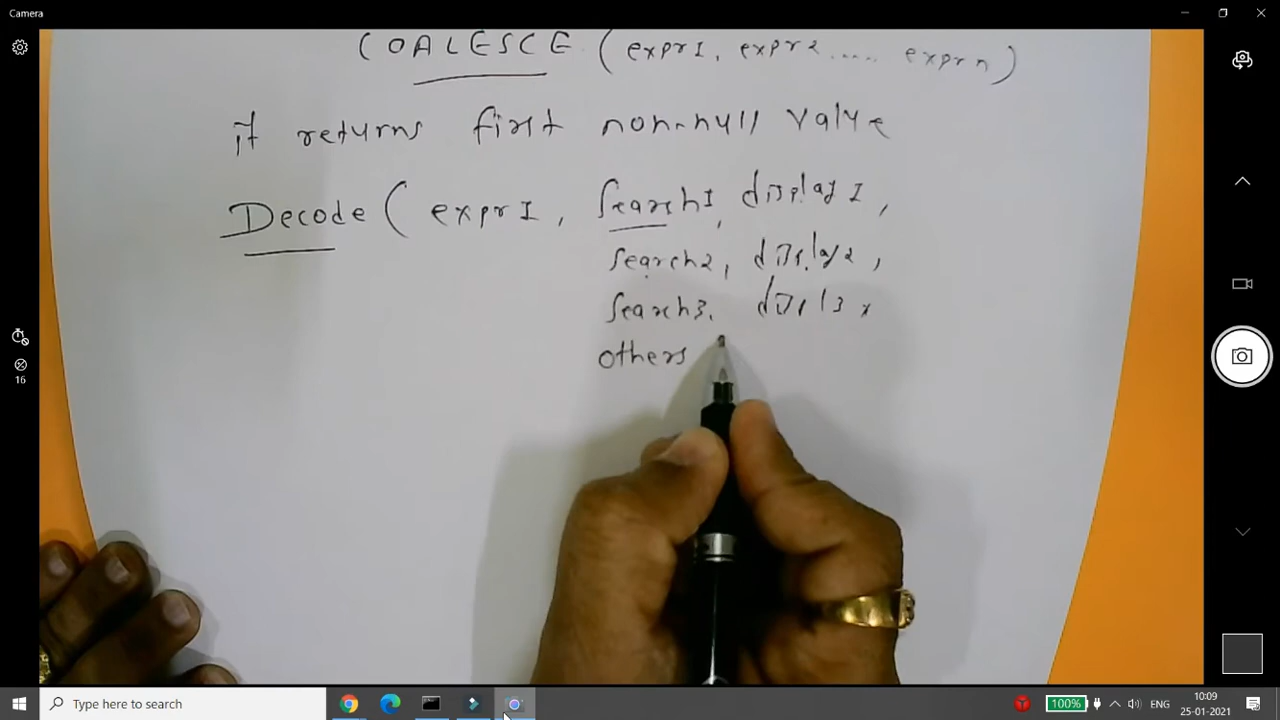 Camera
COALESCE (expr1, expr2..... exprn)
it returns first non-null value
Decode ( expr1, Search1, display1,
Search2, display2,
Search3,
others
16
Type here to search
100%
ENG
10:09
25-01-2021